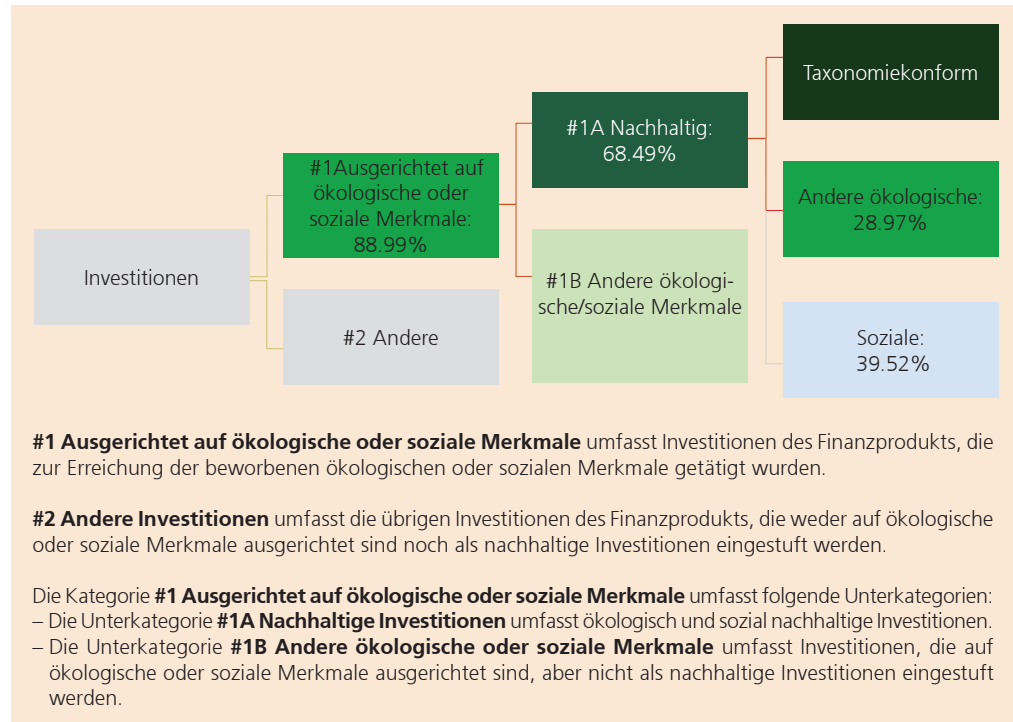 Taxonomiekonform
#1A Nachhaltig:
68.49%
#1Ausgerichtet auf
ökologische oder
soziale Merkmale:
88.99%
Andere ökologische:
28.97%
Investitionen
#1B Andere ökologi-
sche/soziale Merkmale
#2 Andere
Soziale:
39.52%
#1 Ausgerichtet auf ökologische oder soziale Merkmale umfasst Investitionen des Finanzprodukts, die
zur Erreichung der beworbenen ökologischen oder sozialen Merkmale getätigt wurden.
#2 Andere Investitionen umfasst die übrigen Investitionen des Finanzprodukts, die weder auf ökologische
oder soziale Merkmale ausgerichtet sind noch als nachhaltige Investitionen eingestuft werden.
Die Kategorie #1 Ausgerichtet auf ökologische oder soziale Merkmale umfasst folgende Unterkategorien:
– Die Unterkategorie #1A Nachhaltige Investitionen umfasst ökologisch und sozial nachhaltige Investitionen.
– Die Unterkategorie #1B Andere ökologische oder soziale Merkmale umfasst Investitionen, die auf
ökologische oder soziale Merkmale ausgerichtet sind, aber nicht als nachhaltige Investitionen eingestuft
werden.